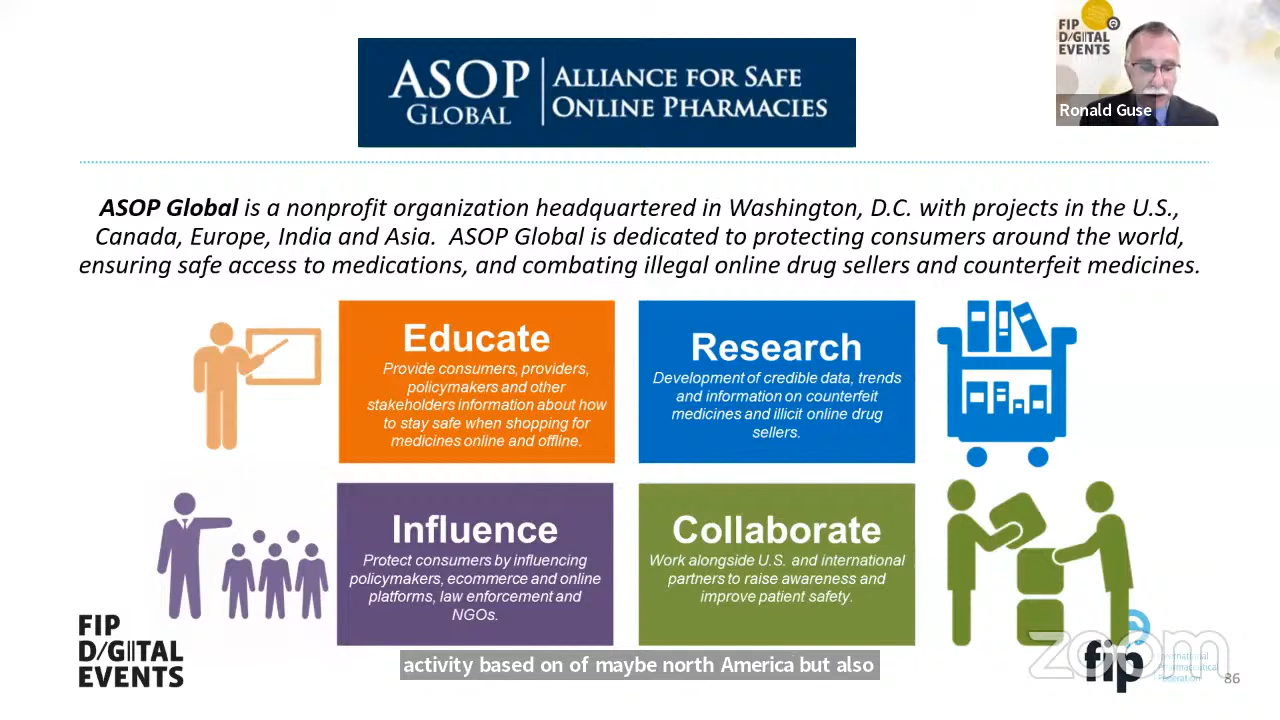 FIP
D/G||TAL
EVENTS
Ronald Guse
ASOP
GLOBAL
ALLIANCE FOR SAFE
ONLINE PHARMACIES
ASOP Global is a nonprofit organization headquartered in Washington, D.C. with projects in the U.S.,
Canada, Europe, India and Asia.  ASOP Global is dedicated to protecting consumers around the world,
ensuring safe access to medications, and combating illegal online drug sellers and counterfeit medicines.
Educate
Provide consumers, providers,
policymakers and other
stakeholders information about how
to stay safe when shopping for
medicines online and offline.
Research
Development of credible data, trends
and information on counterfeit
medicines and illicit online drug
sellers.
Influence
Protect consumers by influencing
policymakers, ecommerce and online
platforms, law enforcement and
NGOs.
Collaborate
Work alongside U.S. and international
partners to raise awareness and
improve patient safety.
FIP
D/G||TAL
EVENTS
activity based on of maybe north America but also
zoom
fip
International
Pharmaceutical
Federation
86